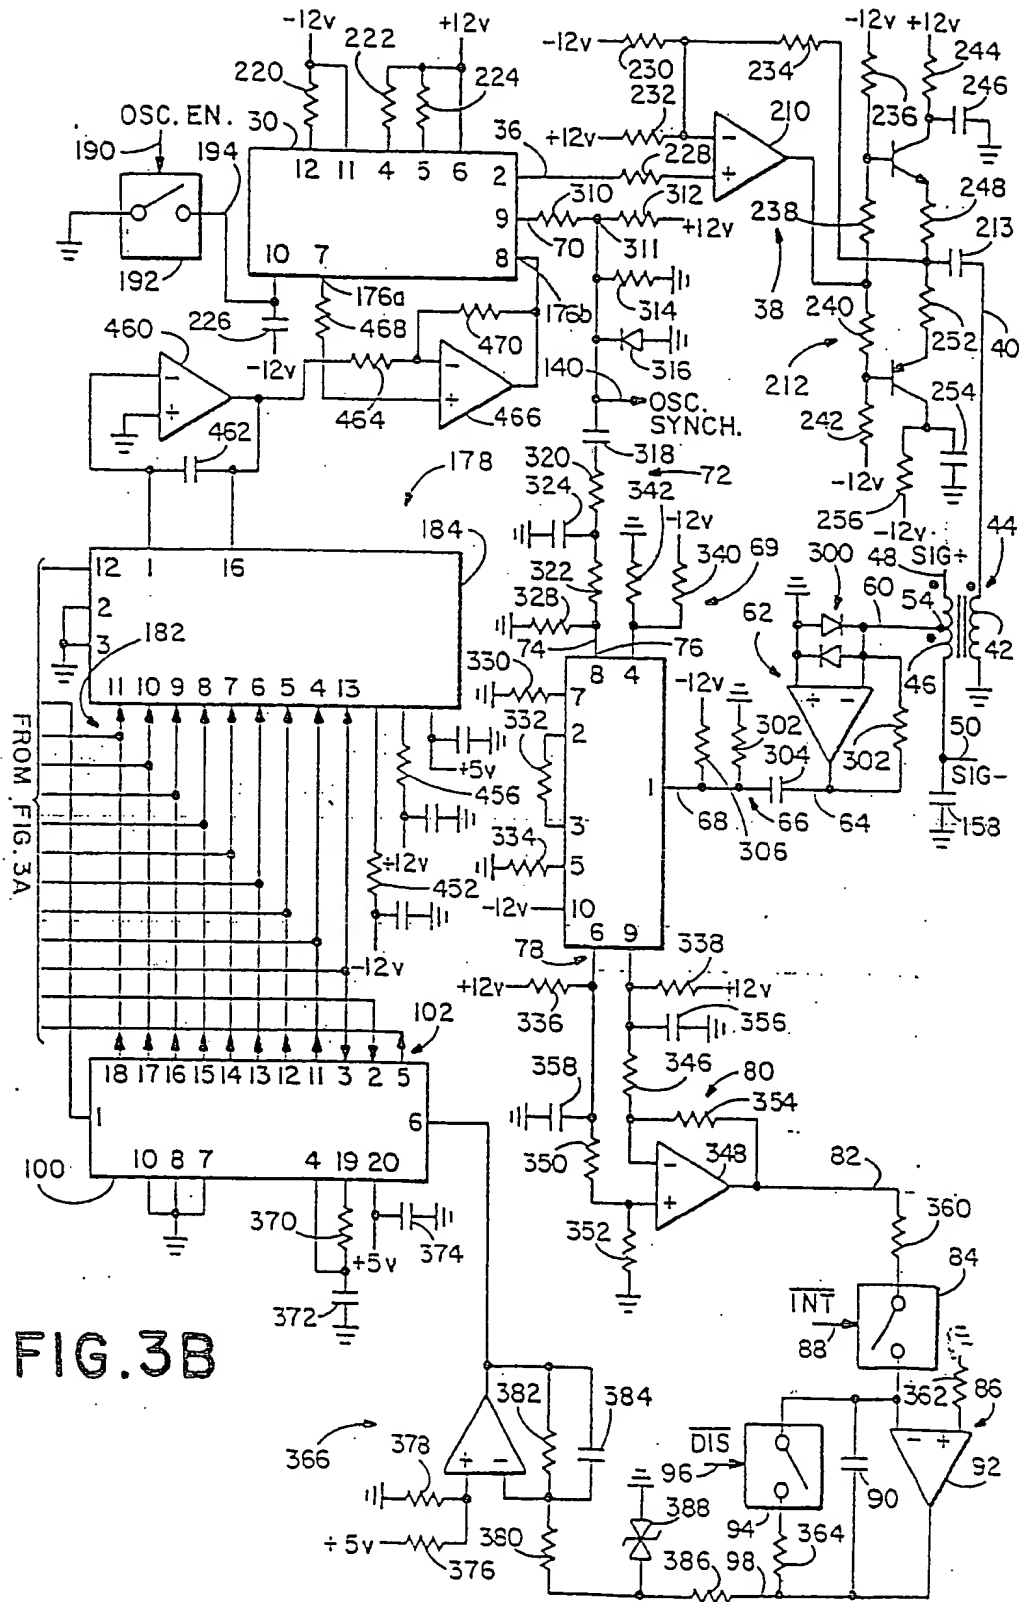 -12v +12v -12v -12v +12v
222 244
220 224 230 234 246
30 232 236
OSC. EN. 36 210
190 194 +12v
12 11 4 5 6 2 228
310 312 248
9 238 213
192 10 7 70 311 +12v
8 38
176a 176b 314 240
226 468 470 252 40
460 -12v 316 212
140
464 466 OSC.
SYNCH. 242 254
462 318
178 320 72 -12v
324 342 256
-12v -12v 44
184 SIG+
300 48
12 1 16 322 340 69 60
328 62 54
2
3 74 76 42
182 330 46
8 4
11 10 9 8 7 6 5 4 13 7 -12v
332 2 302 50
302
304 SIG-
+5v 1
456 3 68 66 64 158
334 306
FROM FIG. 3A
+12v 5
452 -12v 10
6 9
78 338
-12v +12v +12v
336 356
102
18 17 16 15 14 13 12 11 3 2 5 346
358 80
1 6 354
350 348 82
10 8 7 4 19 20
100 360
370 374 352 84
+5v INT
372 88
FIG. 3B
382 384 362 86
366 378 DIS
96 92
388 90
94
+5v 380 364
376 386 98